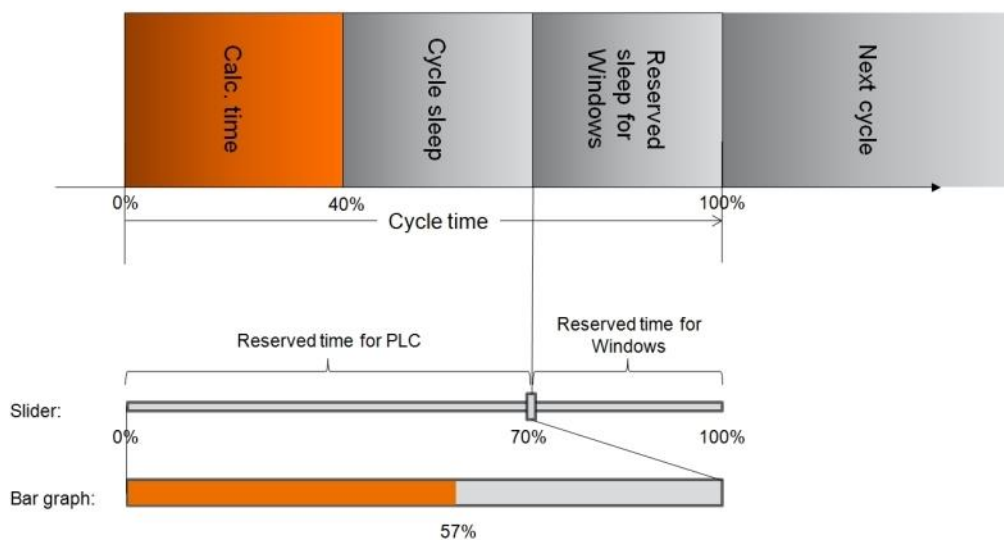 Calc. time
Cycle sleep
Reserved
sleep for
Windows
Next cycle
0%
40%
100%
Cycle time
Reserved time for PLC
Reserved time for
Windows
Slider:
0%
70%
100%
Bar graph:
57%